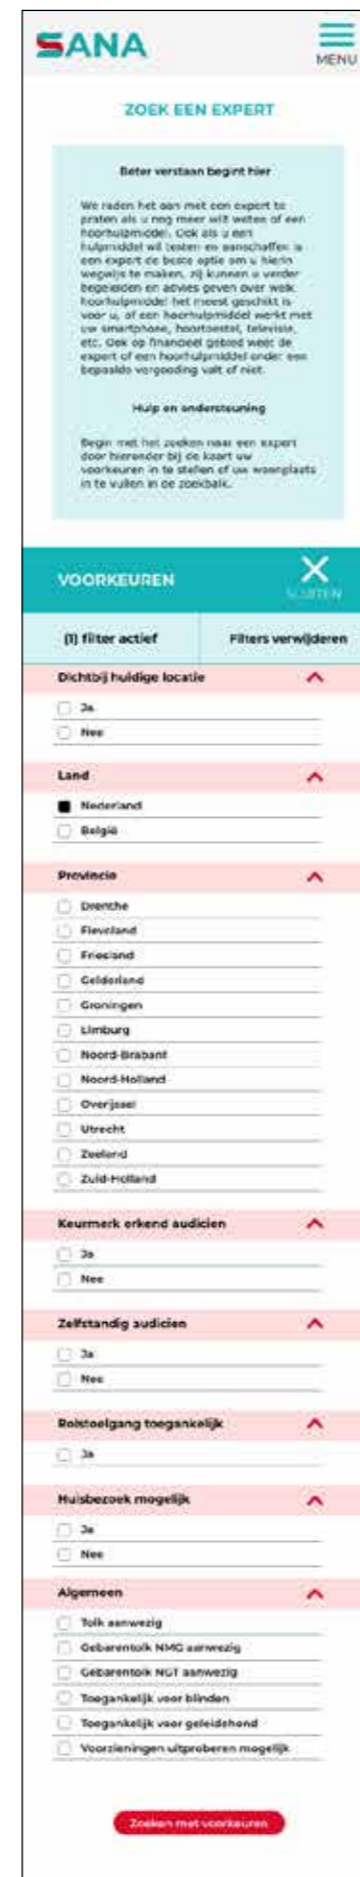 SANA
MENU
ZOEK EEN EXPERT
Beter verstaan begint hier
We raden het aan met een expert te
praten als u nog meer wilt weten of een
hoorhulpmiddel. Ook als u een
hulpmiddel wil testen en aanschaffen is
een expert de beste optie om u hierin
wegwijs te maken, zij kunnen u verder
begeleiden en advies geven over welk
hoorhulpmiddel het meest geschikt is
voor u, of een hoorhulpmiddel werkt met
uw smartphone, hoortoestel, televisie,
etc. Ook op financieel gebied weet de
expert of een hoorhulpmiddel onder een
bepaalde vergoeding valt of niet.
Hulp en ondersteuning
Begin met het zoeken naar een expert
door hieronder bij de kaart uw
voorkeuren in te stellen of uw woonplaats
in te vullen in de zoekbalk.
VOORKEUREN
SLUITEN
(1) filter actief
Filters verwijderen
Dichtbij huidige locatie
Ja
Nee
Land
Nederland
België
Provincie
Drenthe
Flevoland
Friesland
Gelderland
Groningen
Limburg
Noord-Brabant
Noord-Holland
Overijssel
Utrecht
Zeeland
Zuid-Holland
Keurmerk erkend audicien
Ja
Nee
Zelfstandig audicien
Ja
Nee
Rolstoelgang toegankelijk
Ja
Huisbezoek mogelijk
Ja
Nee
Algemeen
Tolk aanwezig
Gebarentolk NMG aanwezig
Gebarentolk NGT aanwezig
Toegankelijk voor blinden
Toegankelijk voor geleidehond
Voorzieningen uitproberen mogelijk
Zoeken met voorkeuren